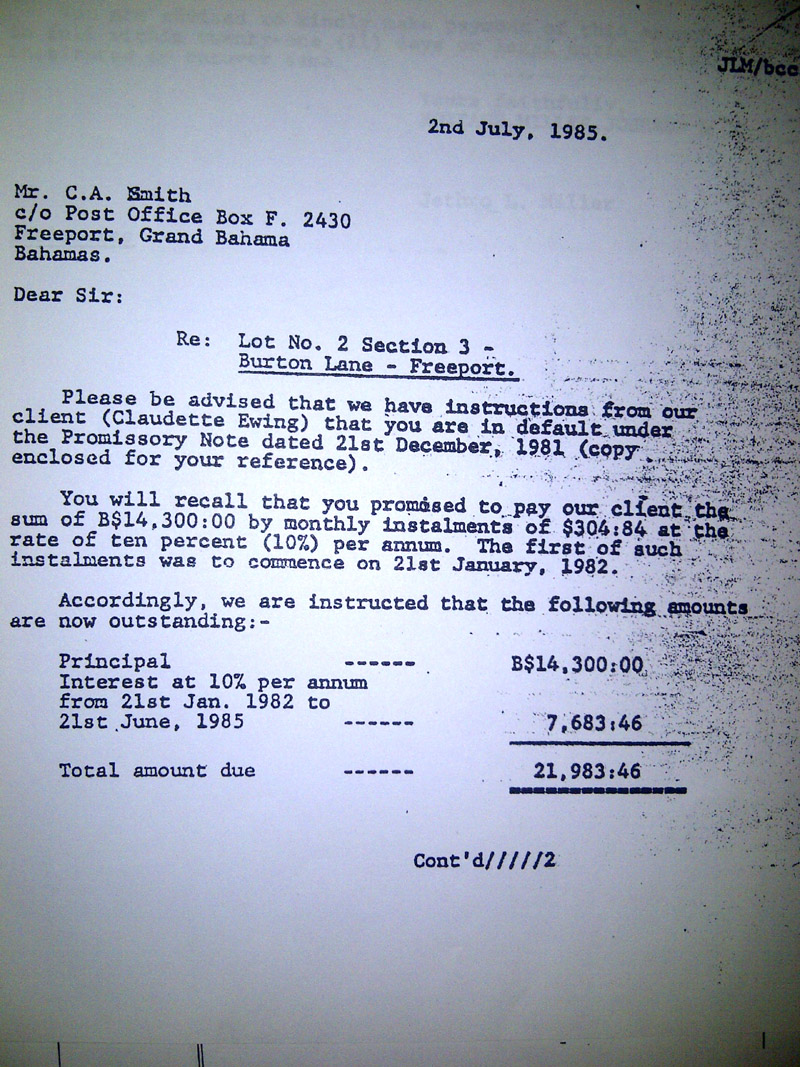 JLM/bcc
2nd July, 1985.
Mr. C.A. Smith
c/o Post Office Box F. 2430
Freeport, Grand Bahama
Bahamas.
Dear Sir:
Re: Lot No. 2 Section 3 -
Burton Lane - Freeport.
Please be advised that we have instructions from our
client (Claudette Ewing) that you are in default under
the Promissory Note dated 21st December, 1981 (copy
enclosed for your reference).
You will recall that you promised to pay our client the
sum of B$14,300:00 by monthly instalments of $304:84 at the
rate of ten percent (10%) per annum. The first of such
instalments was to commence on 21st January, 1982.
Accordingly, we are instructed that the following amounts
are now outstanding:-
Principal ------ B$14,300:00
Interest at 10% per annum
from 21st Jan. 1982 to
21st June, 1985 ------ 7,683:46
Total amount due ------ 21,983:46
Cont'd/////2